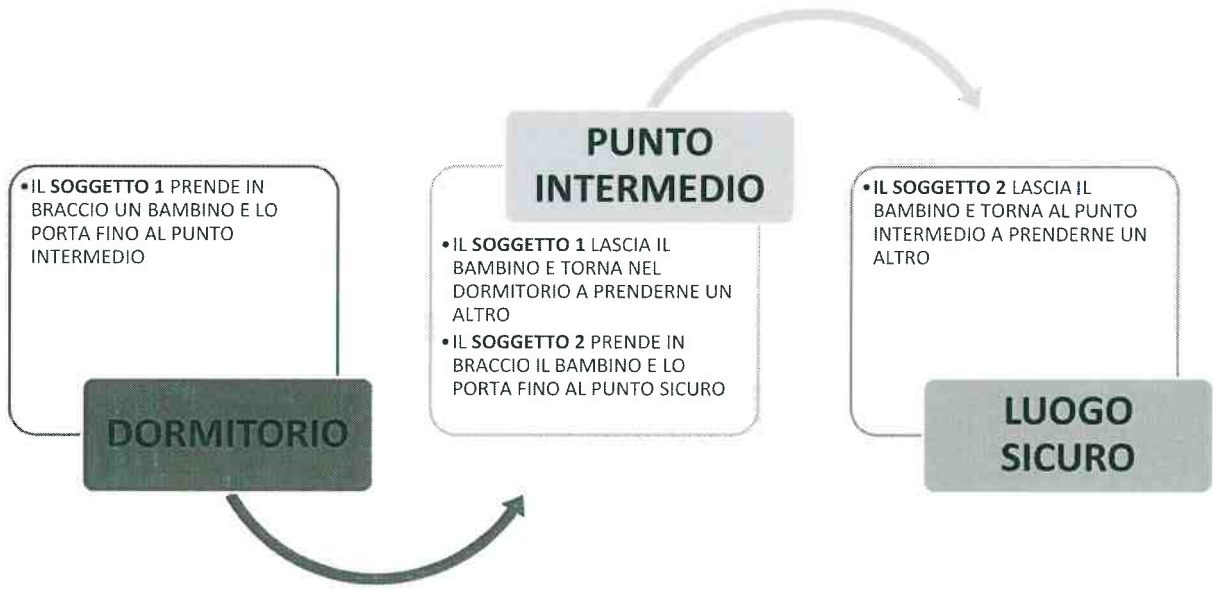 •IL SOGGETTO 1 PRENDE IN
BRACCIO UN BAMBINO E LO
PORTA FINO AL PUNTO
INTERMEDIO
DORMITORIO
PUNTO
INTERMEDIO
•IL SOGGETTO 1 LASCIA IL
BAMBINO E TORNA NEL
DORMITORIO A PRENDERNE UN
ALTRO
•IL SOGGETTO 2 PRENDE IN
BRACCIO IL BAMBINO E LO
PORTA FINO AL PUNTO SICURO
•IL SOGGETTO 2 LASCIA IL
BAMBINO E TORNA AL PUNTO
INTERMEDIO A PRENDERNE UN
ALTRO
LUOGO
SICURO